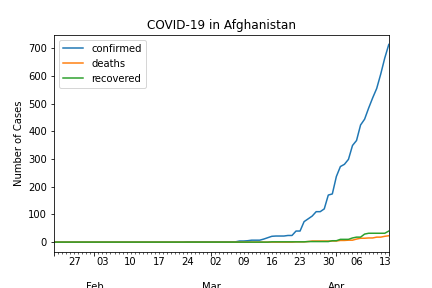 COVID-19 in Afghanistan
confirmed
deaths
recovered
Number of Cases
700
600
500
400
300
200
100
0
27 03 10 17 24 02 09 16 23 30 06 13
Feb Mar Apr